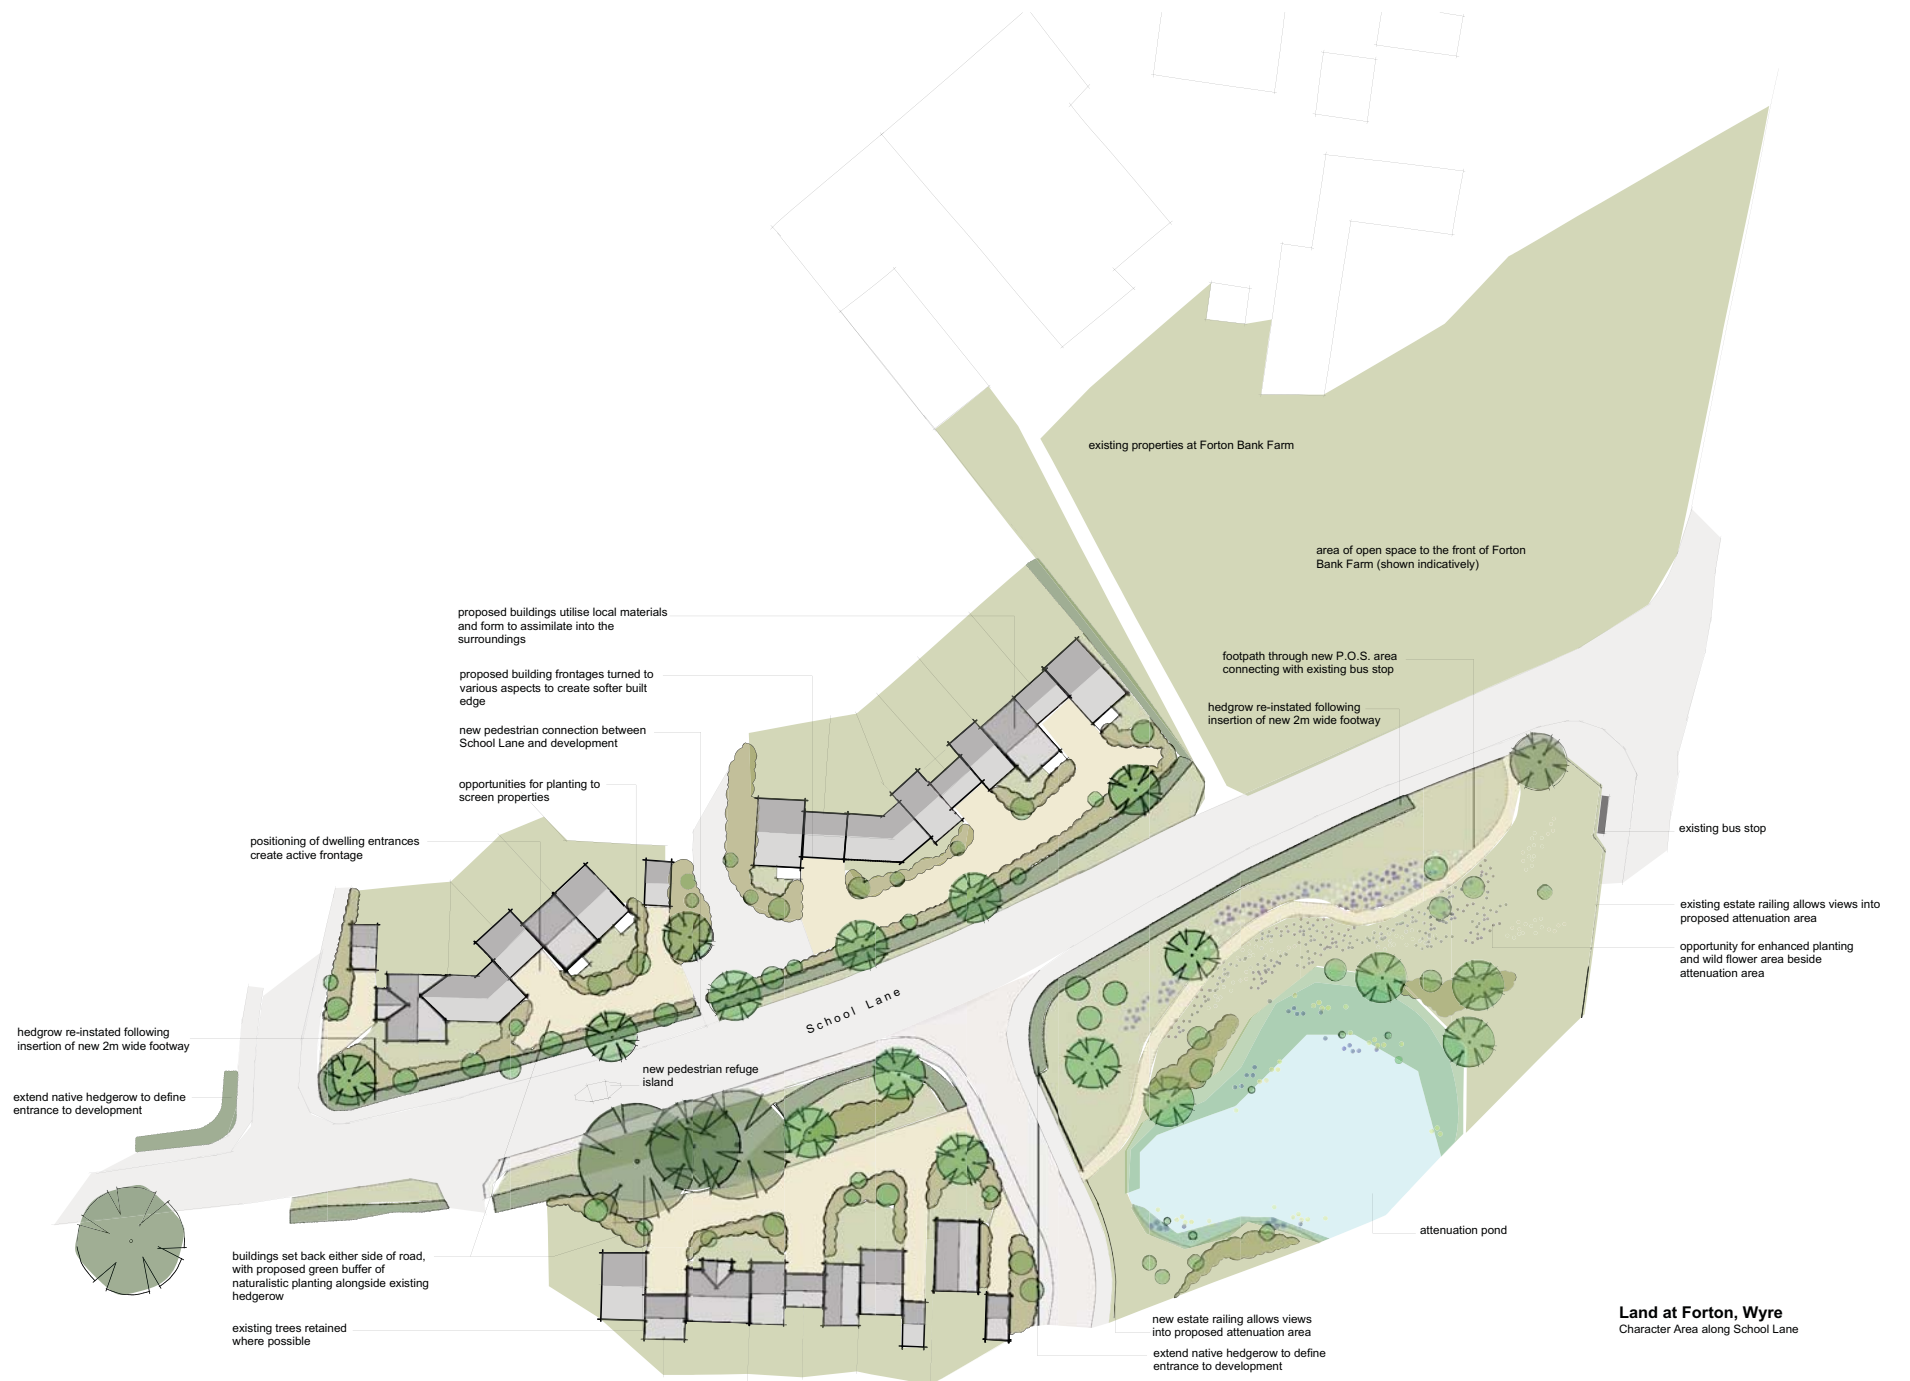 existing properties at Forton Bank Farm
area of open space to the front of Forton
Bank Farm (shown indicatively)
proposed buildings utilise local materials
and form to assimilate into the
surroundings
footpath through new P.O.S. area
connecting with existing bus stop
proposed building frontages turned to
various aspects to create softer built
edge
hedgrow re-instated following
insertion of new 2m wide footway
new pedestrian connection between
School Lane and development
opportunities for planting to
screen properties
existing bus stop
positioning of dwelling entrances
create active frontage
existing estate railing allows views into
proposed attenuation area
opportunity for enhanced planting
and wild flower area beside
attenuation area
School Lane
hedgrow re-instated following
insertion of new 2m wide footway
new pedestrian refuge
island
extend native hedgerow to define
entrance to development
attenuation pond
buildings set back either side of road,
with proposed green buffer of
naturalistic planting alongside existing
hedgerow
existing trees retained
where possible
new estate railing allows views
into proposed attenuation area
extend native hedgerow to define
entrance to development
Land at Forton, Wyre
Character Area along School Lane